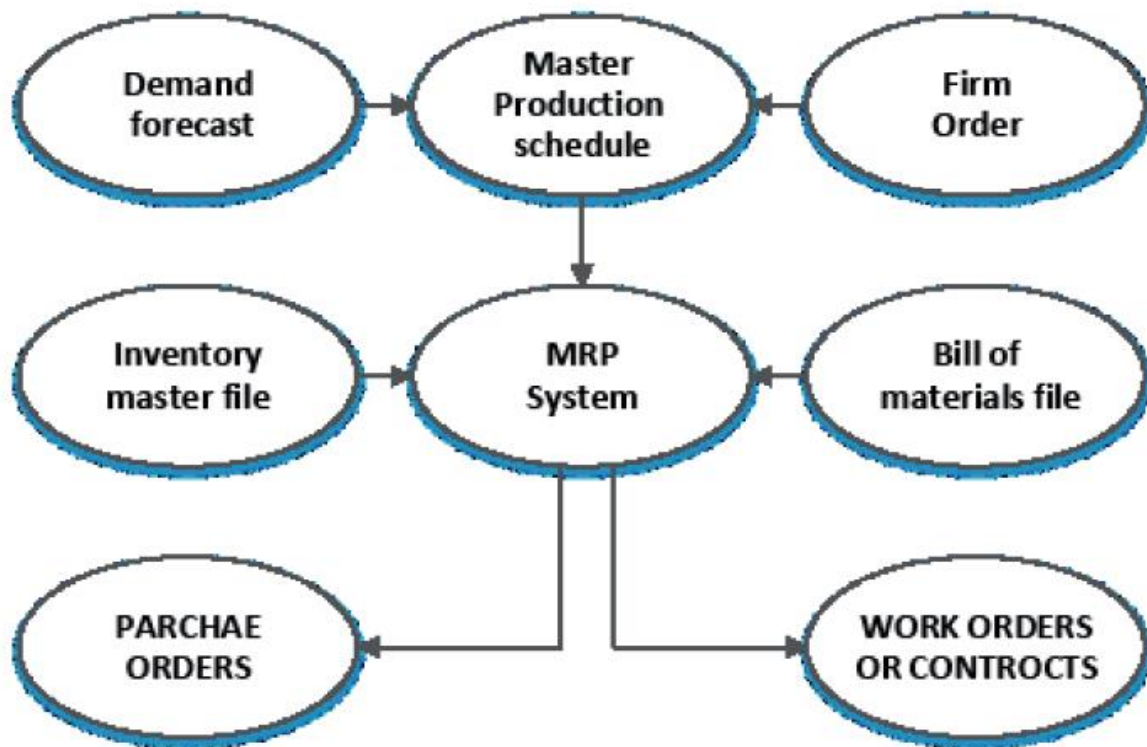 Demand
forecast
Master
Production
schedule
Firm
Order
Inventory
master file
MRP
System
Bill of
materials file
PARCHAE
ORDERS
WORK ORDERS
OR CONTROCTS